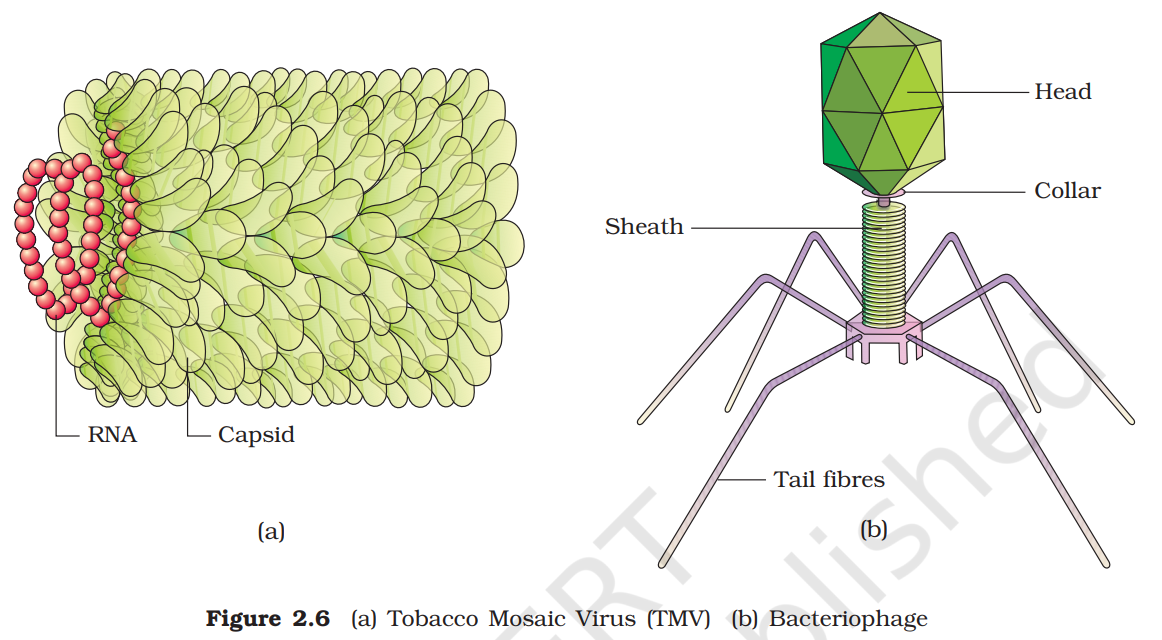 Head
Collar
Sheath
RNA
Capsid
Tail fibres
(a)
(b)
Figure 2.6 (a) Tobacco Mosaic Virus (TMV) (b) Bacteriophage